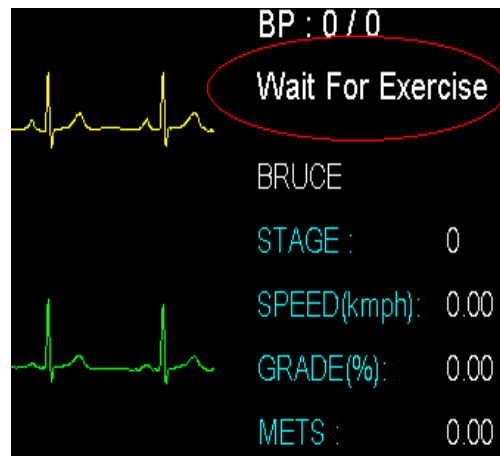 BP : 0 / 0
Wait For Exercise
BRUCE
STAGE : 0
SPEED(kmph): 0.00
GRADE(%): 0.00
METS : 0.00